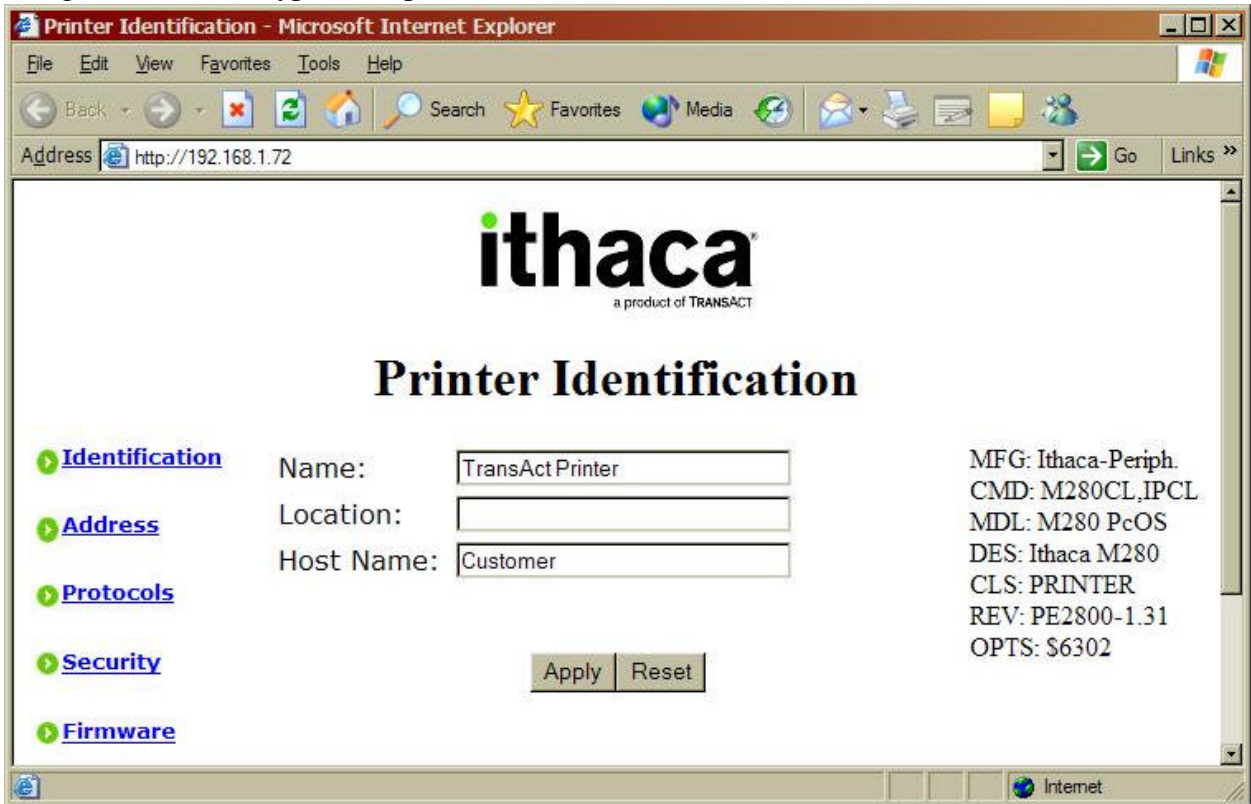 Printer Identification - Microsoft Internet Explorer
File Edit View Favorites Tools Help
Back Search Favorites Media
Address http://192.168.1.72 Go Links »
ithaca®
a product of TRANSACT
Printer Identification
Identification
Address
Protocols
Security
Firmware
Name: TransAct Printer
Location:
Host Name: Customer
Apply Reset
MFG: Ithaca-Periph.
CMD: M280CL,IPCL
MDL: M280 PcOS
DES: Ithaca M280
CLS: PRINTER
REV: PE2800-1.31
OPTS: $6302
Internet